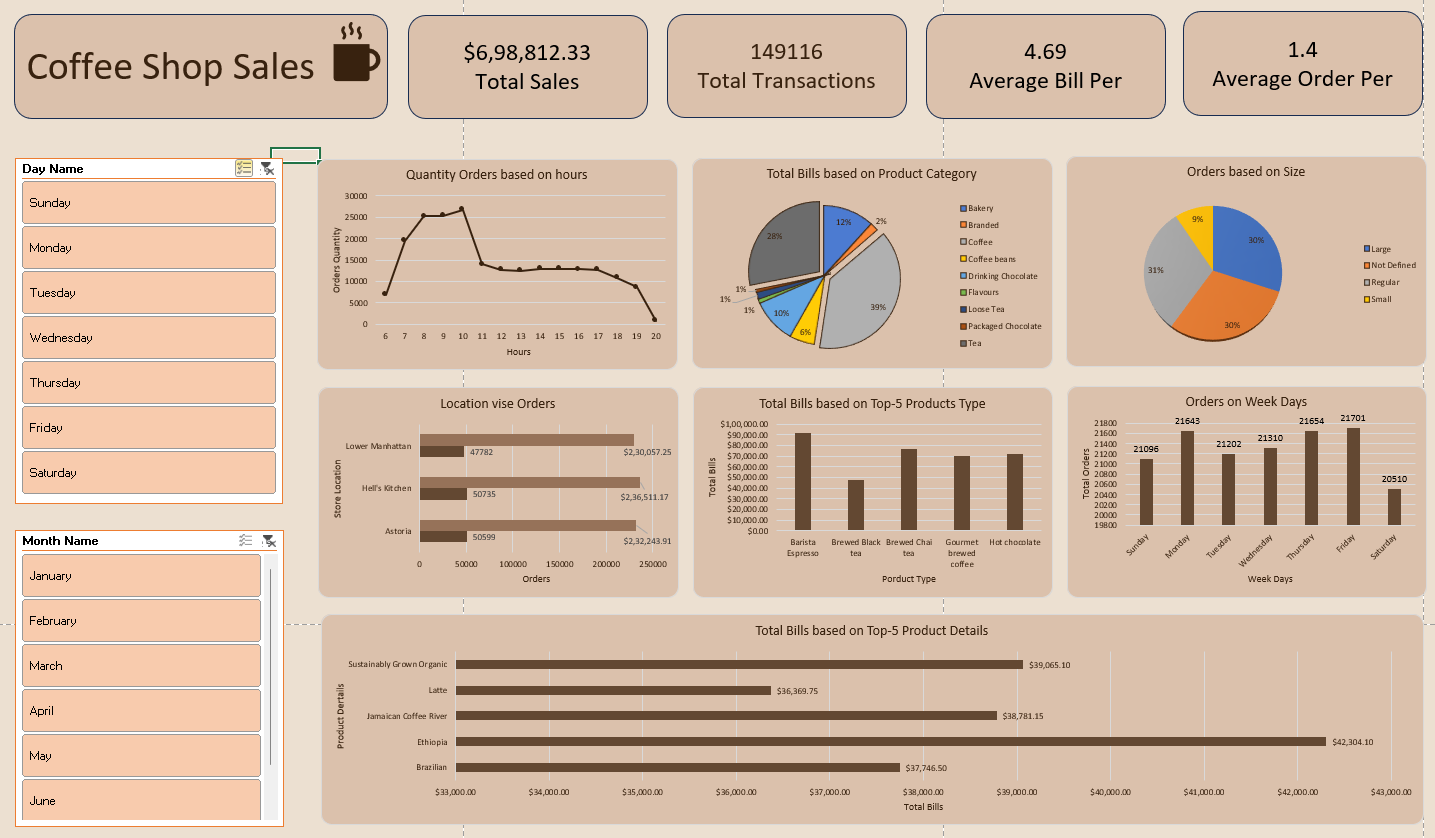 Coffee Shop Sales
$6,98,812.33
Total Sales
149116
Total Transactions
4.69
Average Bill Per
1.4
Average Order Per
Day Name
Sunday
Monday
Tuesday
Wednesday
Thursday
Friday
Saturday
Month Name
January
February
March
April
May
June
Quantity Orders based on hours
Orders Quantity
30000
25000
20000
15000
10000
5000
0
6 7 8 9 10 11 12 13 14 15 16 17 18 19 20
Hours
Total Bills based on Product Category
12%
2%
39%
6%
10%
1%
1%
1%
28%
Bakery
Branded
Coffee
Coffee beans
Drinking Chocolate
Flavours
Loose Tea
Packaged Chocolate
Tea
Orders based on Size
9%
30%
31%
30%
Large
Not Defined
Regular
Small
Location vise Orders
Store Location
Lower Manhattan
47782
$2,30,057.25
Hell's Kitchen
50735
$2,36,511.17
Astoria
50599
$2,32,243.91
0 50000 100000 150000 200000 250000
Orders
Total Bills based on Top-5 Products Type
Total Bills
$1,00,000.00
$90,000.00
$80,000.00
$70,000.00
$60,000.00
$50,000.00
$40,000.00
$30,000.00
$20,000.00
$10,000.00
$0.00
Barista Espresso
Brewed Black tea
Brewed Chai tea
Gourmet brewed coffee
Hot chocolate
Porduct Type
Orders on Week Days
Total Orders
21800
21600
21400
21200
21000
20800
20600
20400
20200
20000
19800
21096
21643
21202
21310
21654
21701
20510
Sunday
Monday
Tuesday
Wednesday
Thursday
Friday
Saturday
Week Days
Total Bills based on Top-5 Product Details
Product Dertails
Sustainably Grown Organic
$39,065.10
Latte
$36,369.75
Jamaican Coffee River
$38,781.15
Ethiopia
$42,304.10
Brazilian
$37,746.50
$33,000.00 $34,000.00 $35,000.00 $36,000.00 $37,000.00 $38,000.00 $39,000.00 $40,000.00 $41,000.00 $42,000.00 $43,000.00
Total Bills